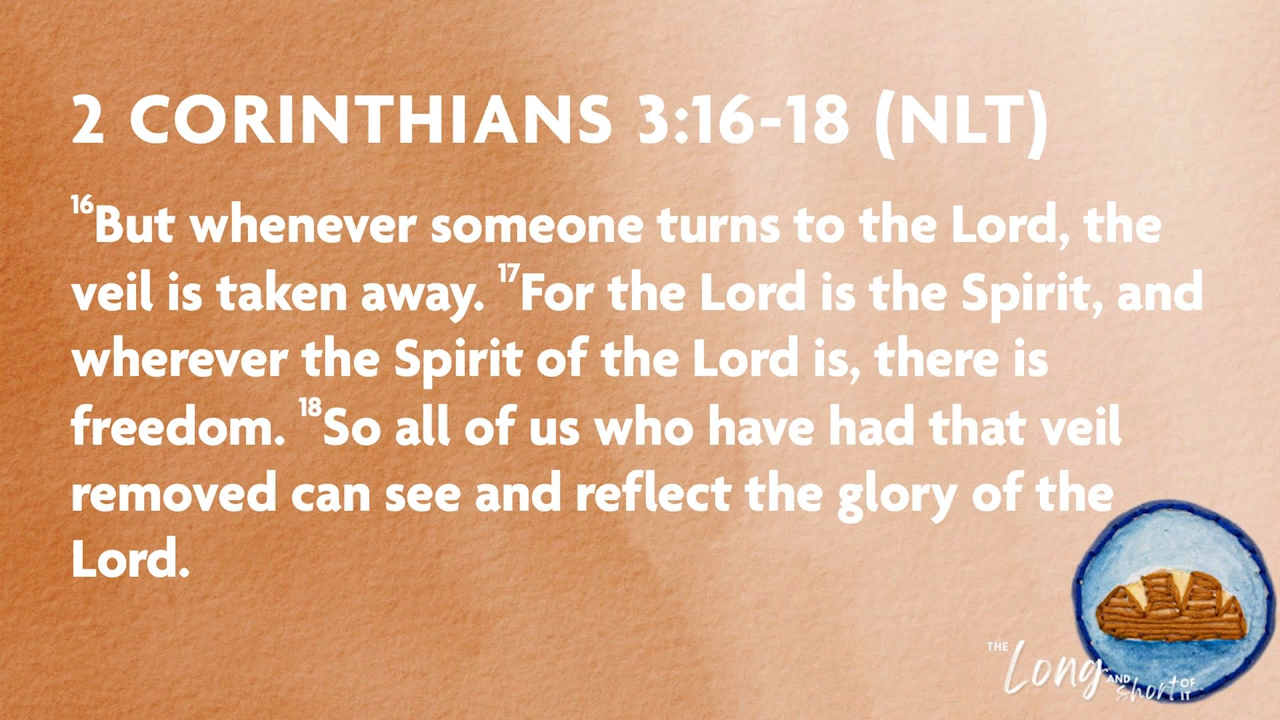 2 CORINTHIANS 3:16-18 (NLT)
16But whenever someone turns to the Lord, the
veil is taken away. 17For the Lord is the Spirit, and
wherever the Spirit of the Lord is, there is
freedom. 18So all of us who have had that veil
removed can see and reflect the glory of the
Lord.
THE Long AND short OF IT